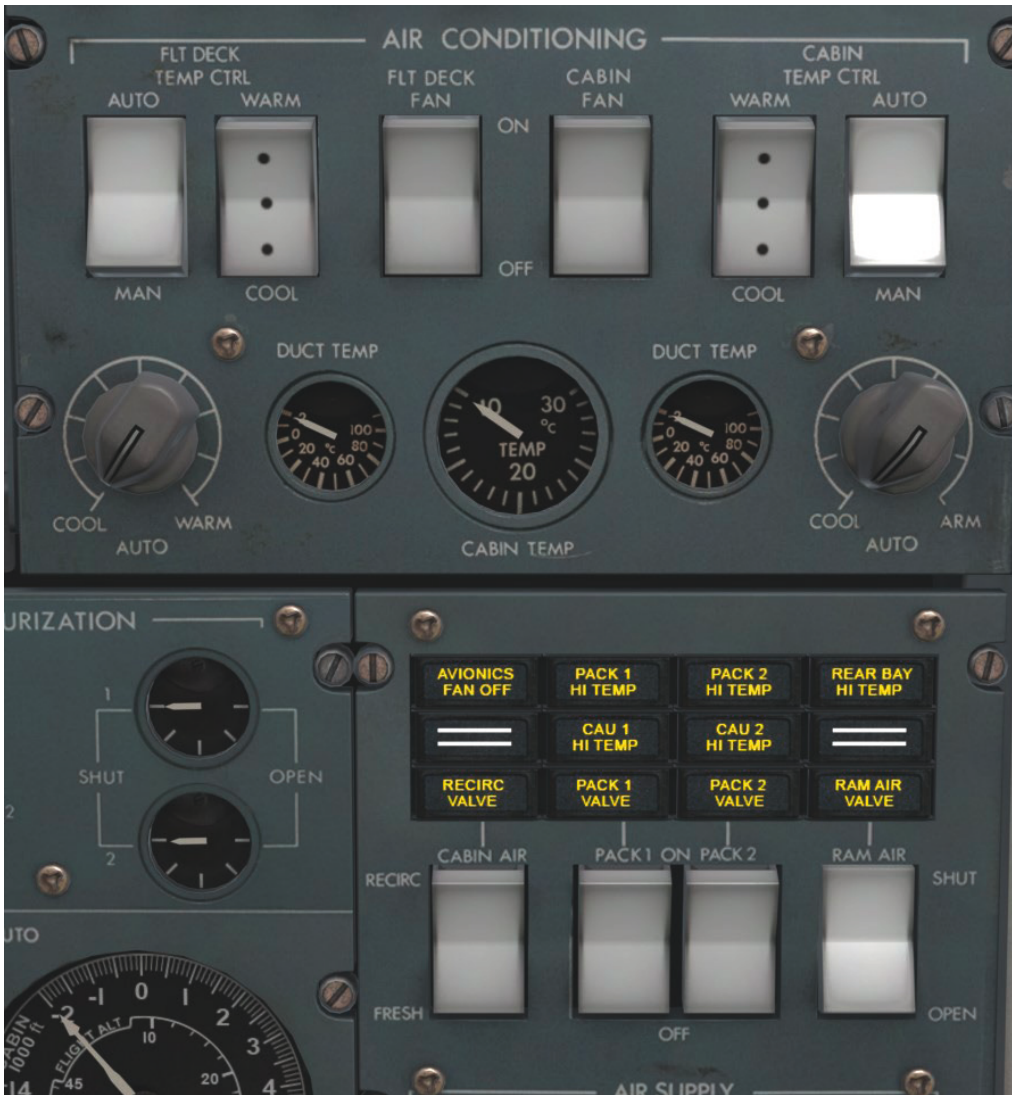 AIR CONDITIONING
FLT DECK
TEMP CTRL
AUTO WARM
FLT DECK
FAN
CABIN
FAN
CABIN
TEMP CTRL
WARM AUTO
ON
OFF
MAN COOL
COOL MAN
DUCT TEMP
DUCT TEMP
0 20 40 60 80 100
°C
10 20 30
°C
TEMP
0 20 40 60 80 100
°C
COOL WARM
AUTO
CABIN TEMP
COOL ARM
AUTO
URIZATION
1
SHUT OPEN
2
2
AVIONICS
FAN OFF
PACK 1
HI TEMP
PACK 2
HI TEMP
REAR BAY
HI TEMP
CAU 1
HI TEMP
CAU 2
HI TEMP
RECIRC
VALVE
PACK 1
VALVE
PACK 2
VALVE
RAM AIR
VALVE
CABIN AIR
PACK 1 ON PACK 2
RAM AIR
RECIRC
SHUT
FRESH
OFF
OPEN
UTO
-2 -1 0 1 2 3 4
CABIN
1000 ft
FLIGHT ALT
10 20
14 45
AIR SUPPLY